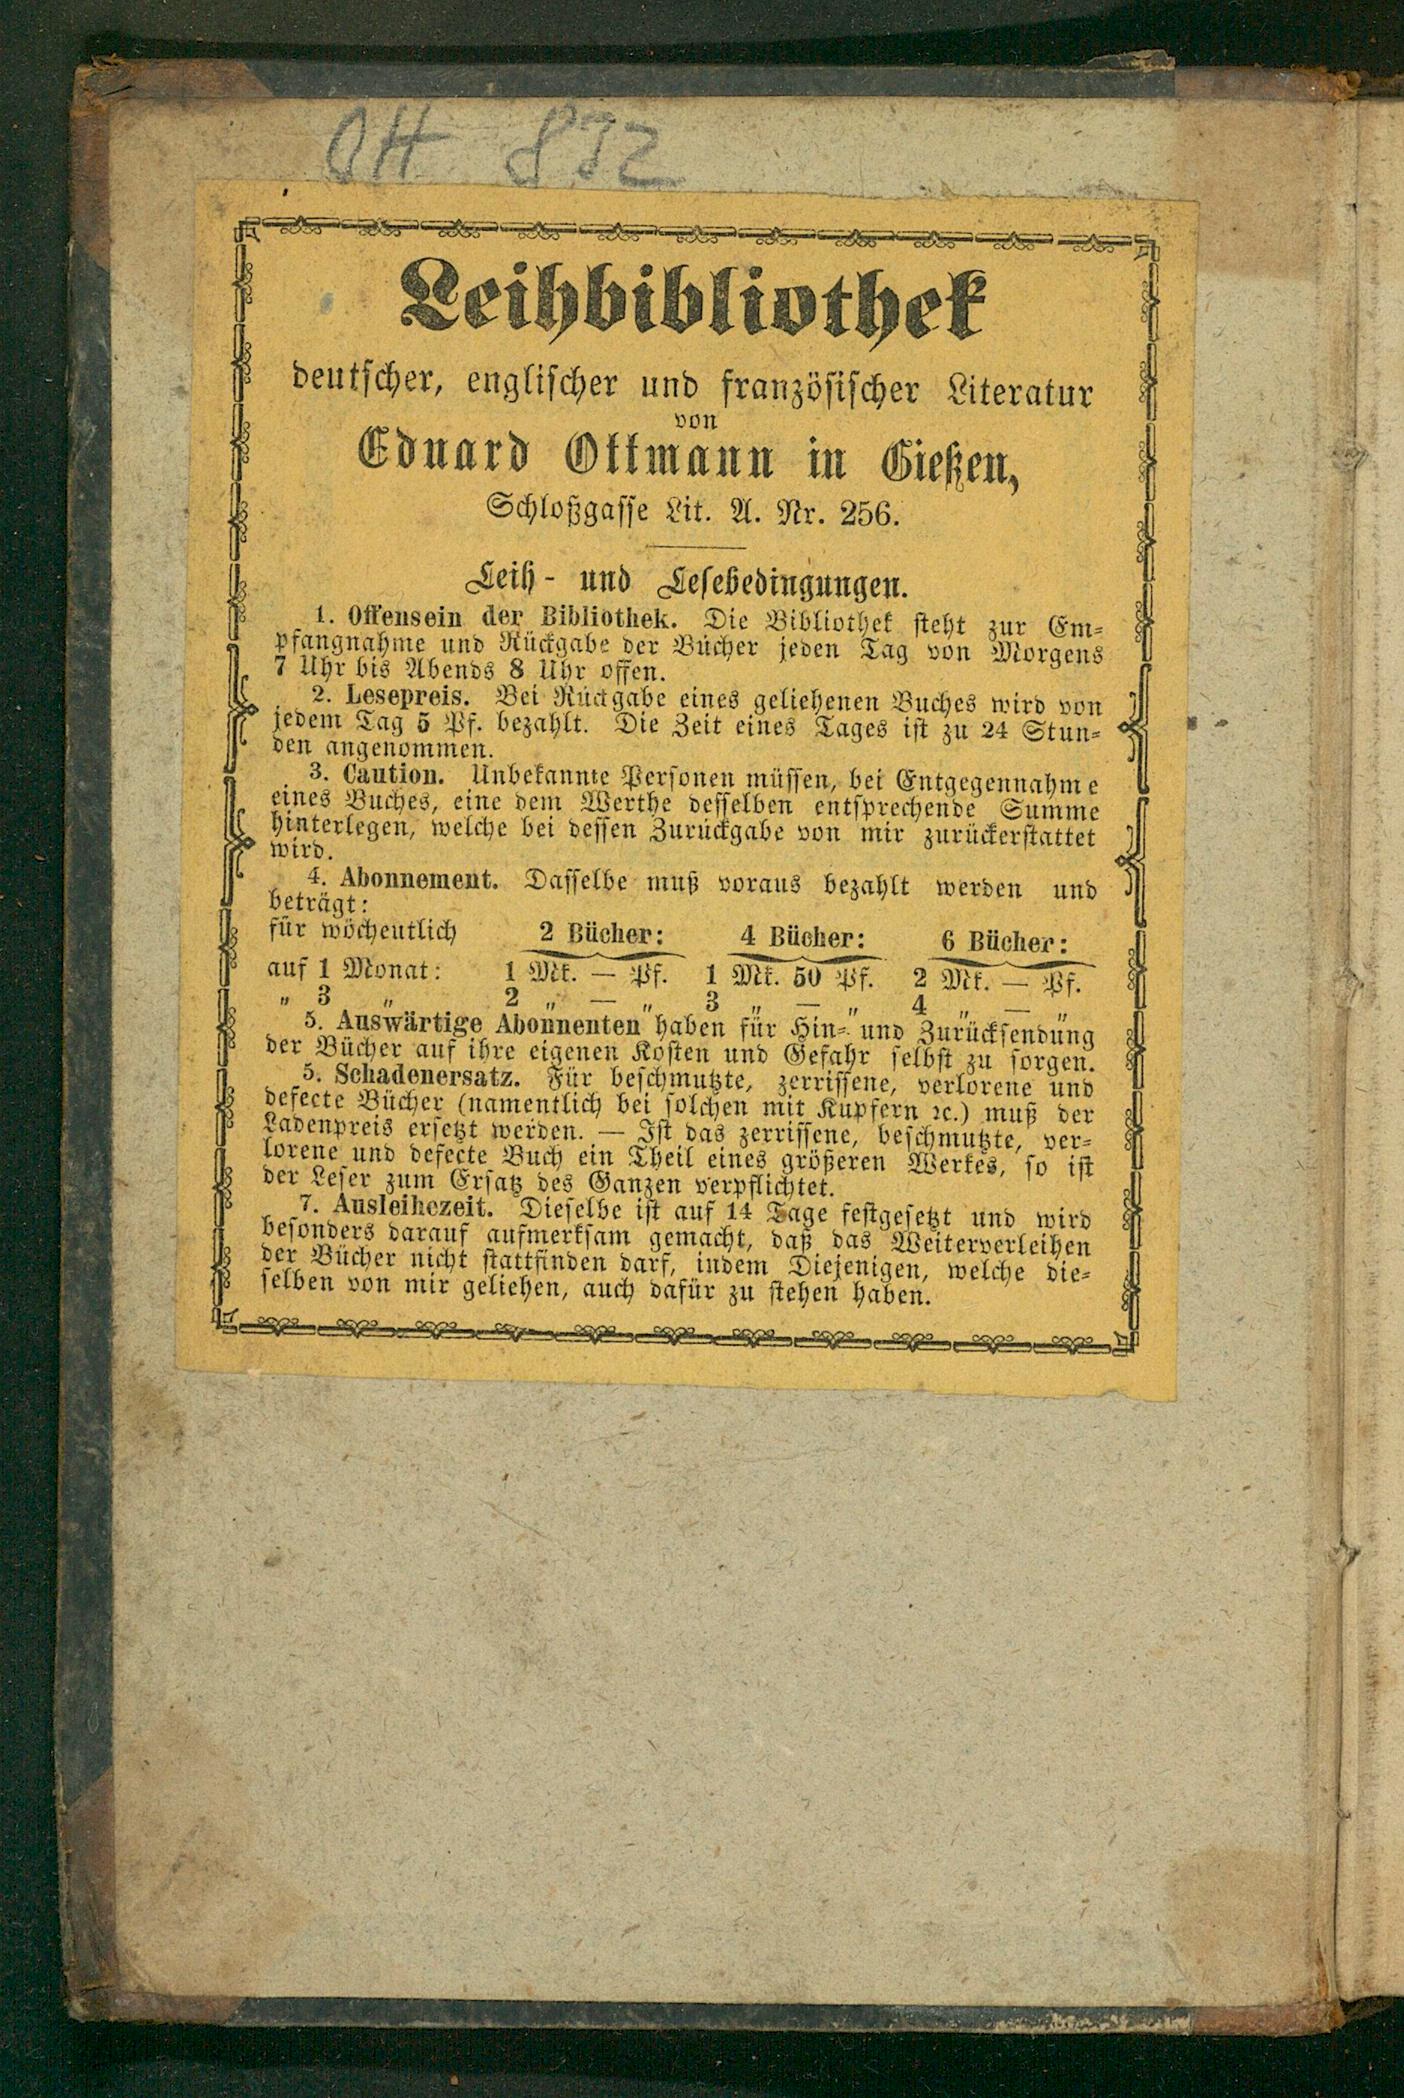 OH 832
Leihbibliothek
deutscher, englischer und französischer Literatur
von
Eduard Ottmann in Gießen,
Schloßgasse Lit. A. Nr. 256.
Leih- und Lesebedingungen.
1. Offensein der Bibliothek. Die Bibliothek steht zur Em-
pfangnahme und Rückgabe der Bücher jeden Tag von Morgens
7 Uhr bis Abends 8 Uhr offen.
2. Lesepreis. Bei Rückgabe eines geliehenen Buches wird von
jedem Tag 5 Pf. bezahlt. Die Zeit eines Tages ist zu 24 Stun-
den angenommen.
3. Caution. Unbekannte Personen müssen, bei Entgegennahme
eines Buches, eine dem Werthe desselben entsprechende Summe
hinterlegen, welche bei dessen Zurückgabe von mir zurückerstattet
wird.
4. Abonnement. Dasselbe muß voraus bezahlt werden und
beträgt:
für wöchentlich 2 Bücher: 4 Bücher: 6 Bücher:
auf 1 Monat: 1 Mk. — Pf. 1 Mk. 50 Pf. 2 Mk. — Pf.
„ 3 „ 2 „ — „ 3 „ — „ 4 „ — „
5. Auswärtige Abonnenten haben für Hin- und Zurücksendung
der Bücher auf ihre eigenen Kosten und Gefahr selbst zu sorgen.
5. Schadenersatz. Für beschmutzte, zerrissene, verlorene und
defecte Bücher (namentlich bei solchen mit Kupfern ꝛc.) muß der
Ladenpreis ersetzt werden. — Ist das zerrissene, beschmutzte, ver-
lorene und defecte Buch ein Theil eines größeren Werkes, so ist
der Leser zum Ersatz des Ganzen verpflichtet.
7. Ausleihezeit. Dieselbe ist auf 14 Tage festgesetzt und wird
besonders darauf aufmerksam gemacht, daß das Weiterverleihen
der Bücher nicht stattfinden darf, indem Diejenigen, welche die-
selben von mir geliehen, auch dafür zu stehen haben.